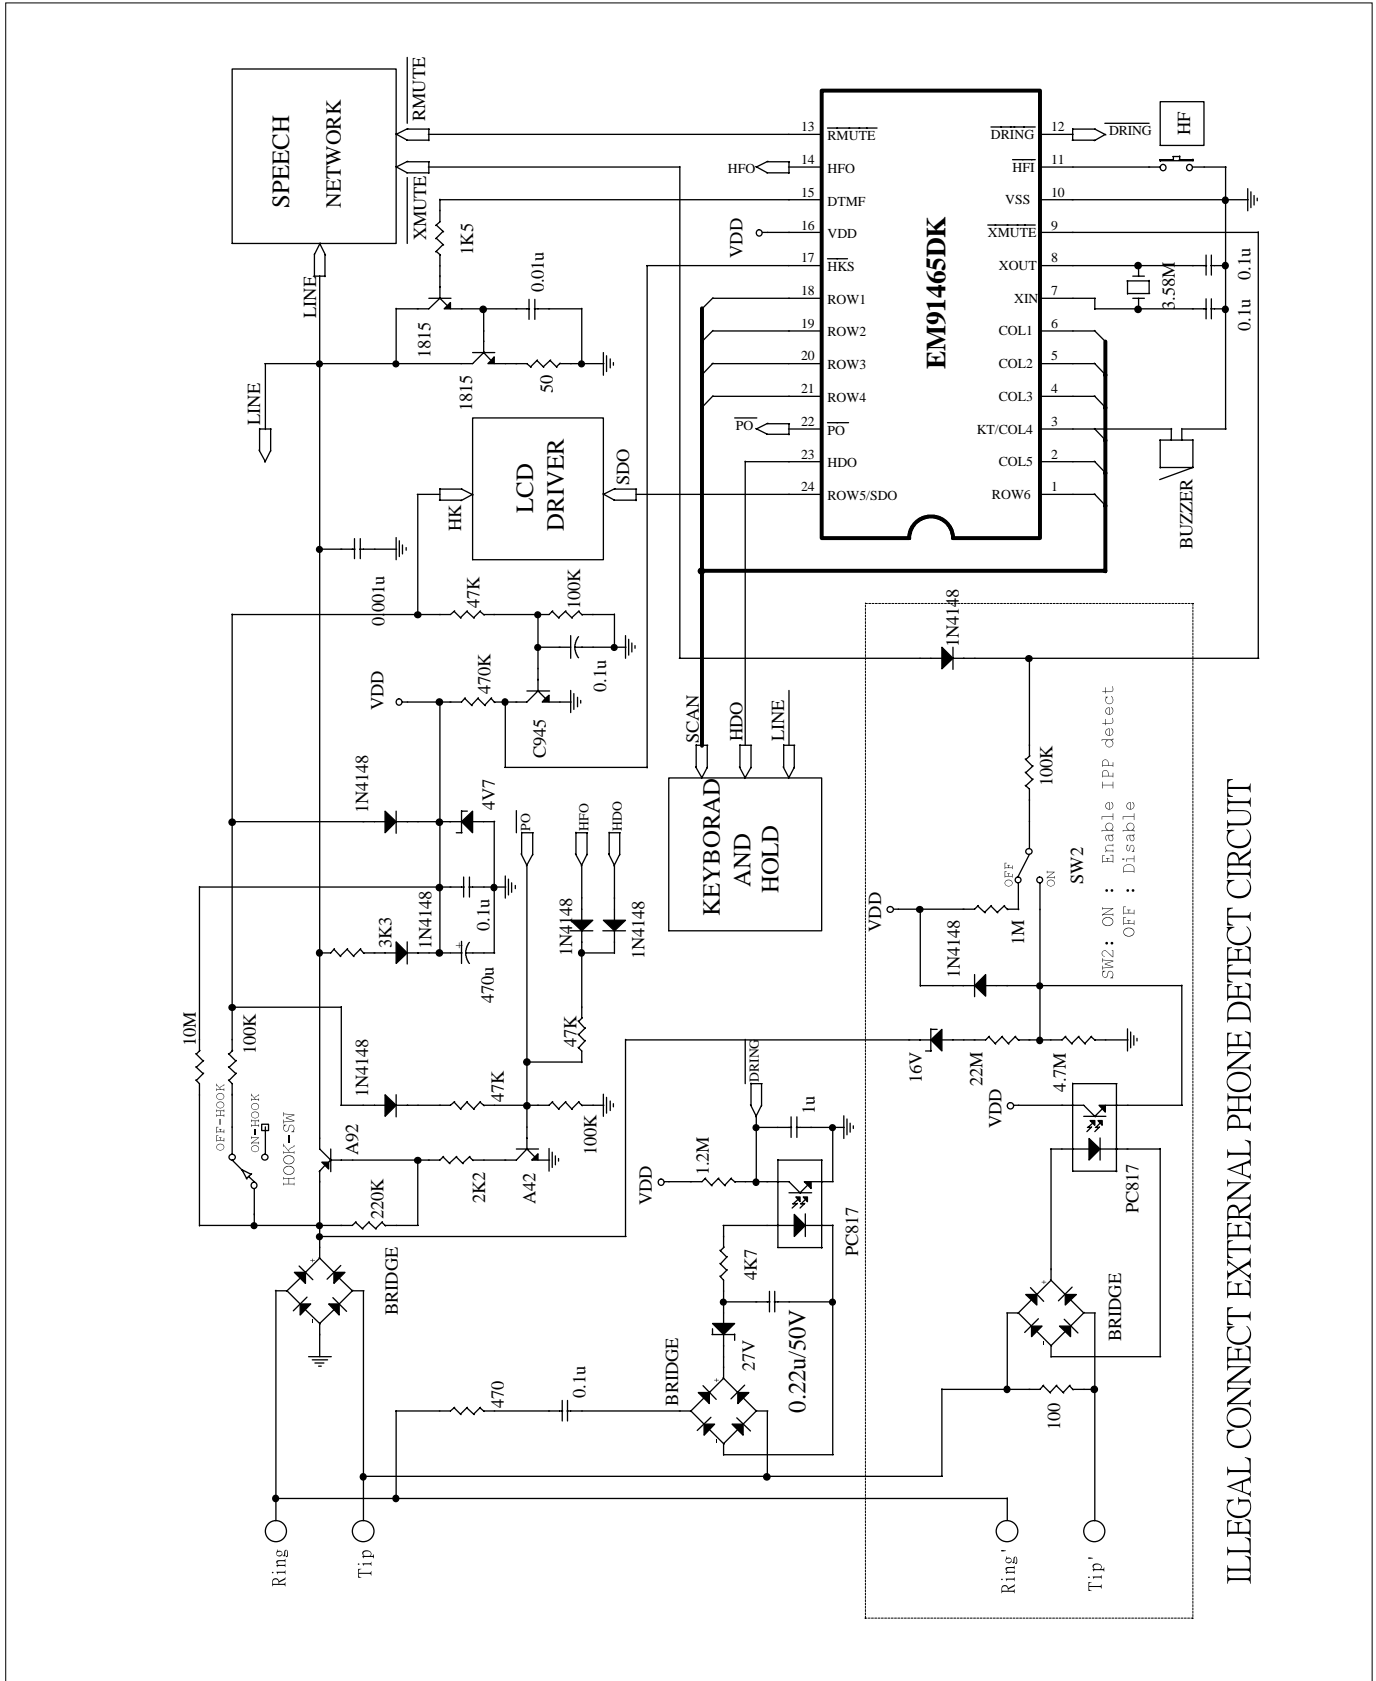 SPEECH
NETWORK
RMUTE
XMUTE
LINE
LINE
1K5
1815
1815
0.01u
50
LCD
DRIVER
HK
SDO
EM91465DK
13 RMUTE
14 HFO
15 DTMF
16 VDD
17 HKS
18 ROW1
19 ROW2
20 ROW3
21 ROW4
22 PO
23 HDO
24 ROW5/SDO
DRING 12
HFI 11
VSS 10
XMUTE 9
XOUT 8
XIN 7
COL1 6
COL2 5
COL3 4
KT/COL4 3
COL5 2
ROW6 1
HFO
VDD
PO
DRING
HF
3.58M
0.1u
0.1u
BUZZER
0.001u
47K
100K
470K
0.1u
C945
VDD
1N4148
4V7
3K3
1N4148
0.1u
470u
PO
HFO
HDO
1N4148
1N4148
47K
10M
100K
OFF-HOOK
ON-HOOK
HOOK-SW
1N4148
47K
100K
A92
A42
2K2
220K
BRIDGE
SCAN
HDO
LINE
KEYBORAD
AND
HOLD
DRING
1u
1.2M
VDD
PC817
4K7
0.22u/50V
27V
BRIDGE
470
0.1u
Ring
Tip
1N4148
100K
OFF
ON
SW2
VDD
1M
1N4148
16V
22M
4.7M
VDD
PC817
BRIDGE
100
Ring'
Tip'
SW2: ON : Enable IPP detect
OFF : Disable
ILLEGAL CONNECT EXTERNAL PHONE DETECT CIRCUIT